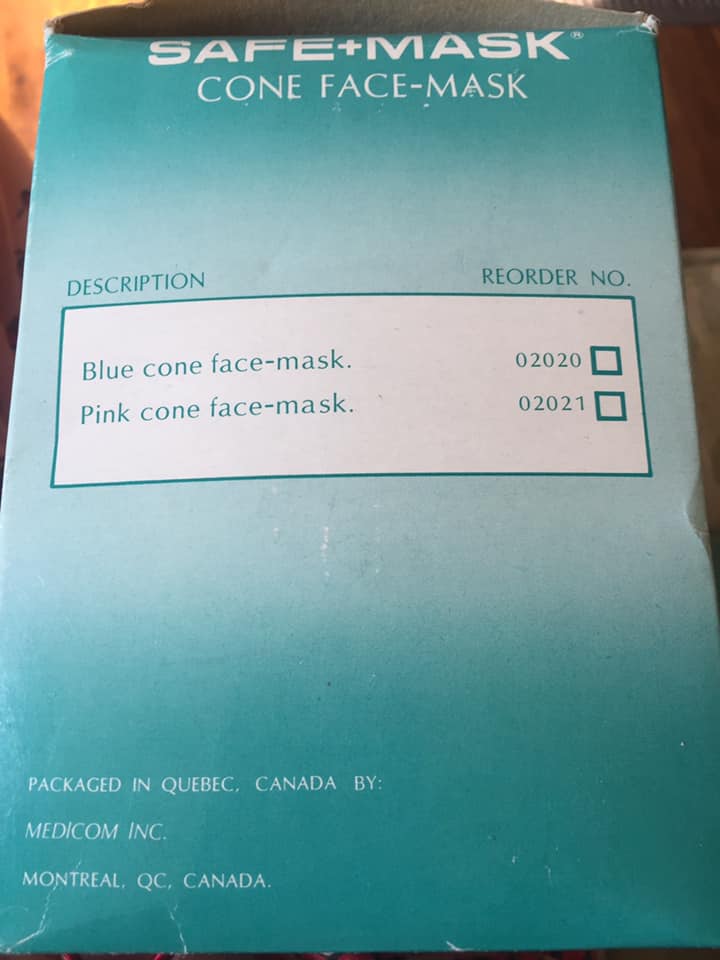 SAFE+MASK®
CONE FACE-MASK
DESCRIPTION REORDER NO.
Blue cone face-mask. 02020
Pink cone face-mask. 02021
PACKAGED IN QUEBEC, CANADA BY:
MEDICOM INC.
MONTREAL, QC, CANADA.